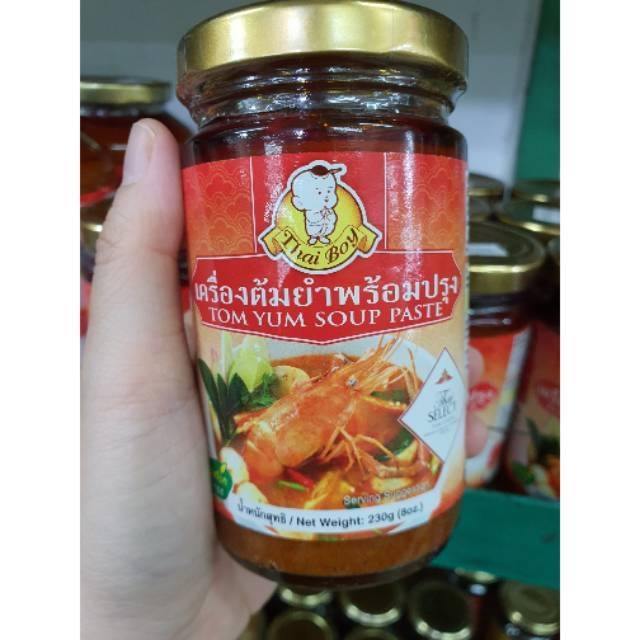 Thai Boy
เครื่องต้มยำพร้อมปรุง
TOM YUM SOUP PASTE
Thai
SELECT
Serving Suggestion
น้ำหนักสุทธิ / Net Weight: 230g (8oz.)